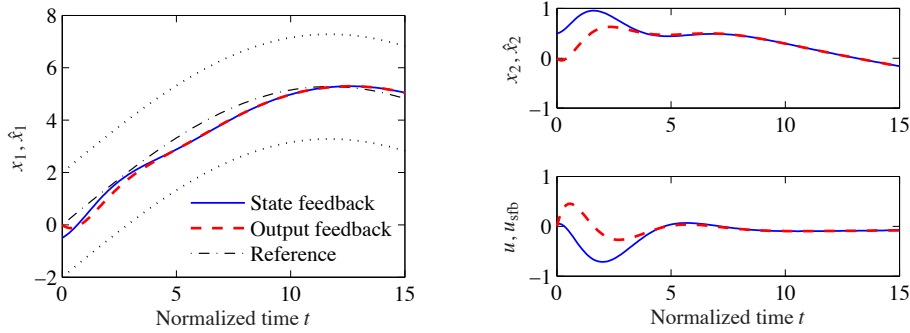 8
6
4
2
0
−2
x₁, x̂₁
0 5 10 15
Normalized time t
State feedback
Output feedback
Reference
1
0
−1
x₂, x̂₂
0 5 10 15
1
0
−1
u, u_sfb
0 5 10 15
Normalized time t